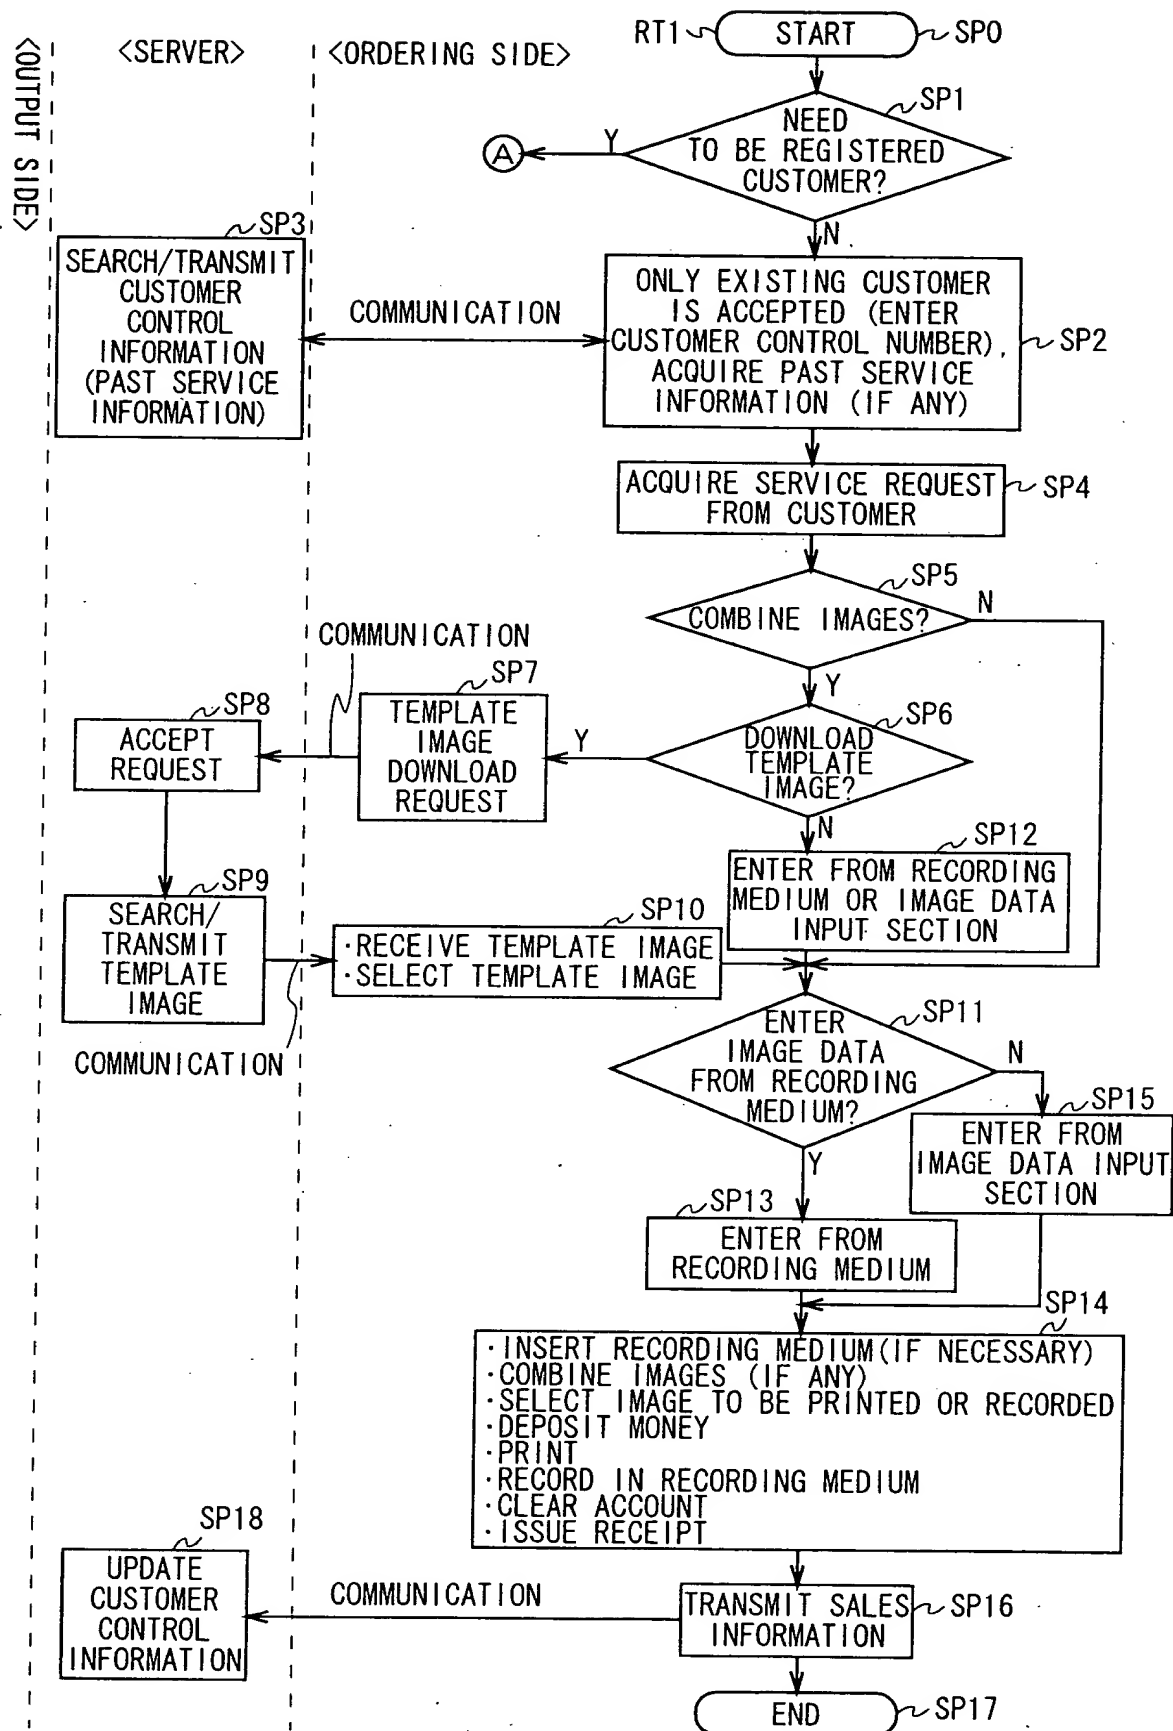 RT1
START
SP0
<OUTPUT SIDE>
<SERVER>
<ORDERING SIDE>
SP1
NEED
TO BE REGISTERED
CUSTOMER?
Y
A
N
SP3
SEARCH/TRANSMIT
CUSTOMER
CONTROL
INFORMATION
(PAST SERVICE
INFORMATION)
COMMUNICATION
ONLY EXISTING CUSTOMER
IS ACCEPTED (ENTER
CUSTOMER CONTROL NUMBER),
ACQUIRE PAST SERVICE
INFORMATION (IF ANY)
SP2
ACQUIRE SERVICE REQUEST
FROM CUSTOMER
SP4
SP5
COMBINE IMAGES?
N
Y
COMMUNICATION
SP7
TEMPLATE
IMAGE
DOWNLOAD
REQUEST
SP8
ACCEPT
REQUEST
Y
SP6
DOWNLOAD
TEMPLATE
IMAGE?
N
SP12
ENTER FROM RECORDING
MEDIUM OR IMAGE DATA
INPUT SECTION
SP9
SEARCH/
TRANSMIT
TEMPLATE
IMAGE
COMMUNICATION
SP10
·RECEIVE TEMPLATE IMAGE
·SELECT TEMPLATE IMAGE
SP11
ENTER
IMAGE DATA
FROM RECORDING
MEDIUM?
N
Y
SP15
ENTER FROM
IMAGE DATA INPUT
SECTION
SP13
ENTER FROM
RECORDING MEDIUM
SP14
·INSERT RECORDING MEDIUM(IF NECESSARY)
·COMBINE IMAGES (IF ANY)
·SELECT IMAGE TO BE PRINTED OR RECORDED
·DEPOSIT MONEY
·PRINT
·RECORD IN RECORDING MEDIUM
·CLEAR ACCOUNT
·ISSUE RECEIPT
SP18
UPDATE
CUSTOMER
CONTROL
INFORMATION
COMMUNICATION
TRANSMIT SALES
INFORMATION
SP16
END
SP17